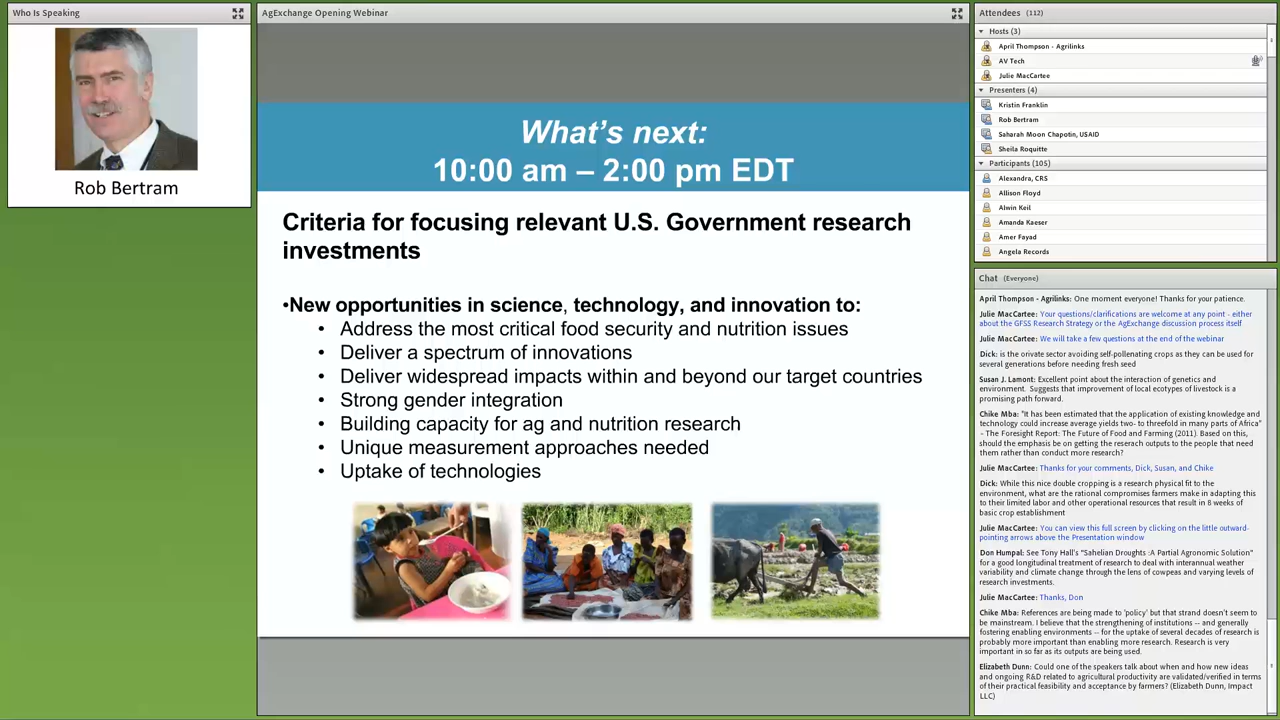 Who Is Speaking
Rob Bertram
AgExchange Opening Webinar
What's next:
10:00 am – 2:00 pm EDT
Criteria for focusing relevant U.S. Government research
investments
•New opportunities in science, technology, and innovation to:
• Address the most critical food security and nutrition issues
• Deliver a spectrum of innovations
• Deliver widespread impacts within and beyond our target countries
• Strong gender integration
• Building capacity for ag and nutrition research
• Unique measurement approaches needed
• Uptake of technologies
Attendees (112)
Hosts (3)
April Thompson - Agrilinks
AV Tech
Julie MacCartee
Presenters (4)
Kristin Franklin
Rob Bertram
Saharah Moon Chapotin, USAID
Sheila Roquitte
Participants (105)
Alexandra, CRS
Allison Floyd
Alwin Keil
Amanda Kaeser
Amer Fayad
Angela Records
Chat (Everyone)
April Thompson - Agrilinks: One moment everyone! Thanks for your patience.
Julie MacCartee: Your questions/clarifications are welcome at any point - either
about the GFSS Research Strategy or the AgExchange discussion process itself
Julie MacCartee: We will take a few questions at the end of the webinar
Dick: is the orivate sector avoiding self-pollenating crops as they can be used for
several generations before needing fresh seed
Susan J. Lamont: Excellent point about the interaction of genetics and
environment. Suggests that improvement of local ecotypes of livestock is a
promising path forward.
Chike Mba: "It has been estimated that the application of existing knowledge and
technology could increase average yields two- to threefold in many parts of Africa"
- The Foresight Report: The Future of Food and Farming (2011). Based on this,
should the emphasis be on getting the reserach outputs to the people that need
them rather than conduct more research?
Julie MacCartee: Thanks for your comments, Dick, Susan, and Chike
Dick: While this nice double cropping is a research physical fit to the
environment, what are the rational compromises farmers make in adapting this
to their limited labor and other operational resources that result in 8 weeks of
basic crop establishment
Julie MacCartee: You can view this full screen by clicking on the little outward-
pointing arrows above the Presentation window
Don Humpal: See Tony Hall's "Sahelian Droughts :A Partial Agronomic Solution"
for a good longitudinal treatment of research to deal with interannual weather
variability and climate change through the lens of cowpeas and varying levels of
research investments.
Julie MacCartee: Thanks, Don
Chike Mba: References are being made to 'policy' but that strand doesn't seem to
be mainstream. I believe that the strengthening of institutions -- and generally
fostering enabling environments -- for the uptake of several decades of research is
probably more important than enabling more research. Research is very
important in so far as its outputs are being used.
Elizabeth Dunn: Could one of the speakers talk about when and how new ideas
and ongoing R&D related to agricultural productivity are validated/verified in terms
of their practical feasibility and acceptance by farmers? (Elizabeth Dunn, Impact
LLC)